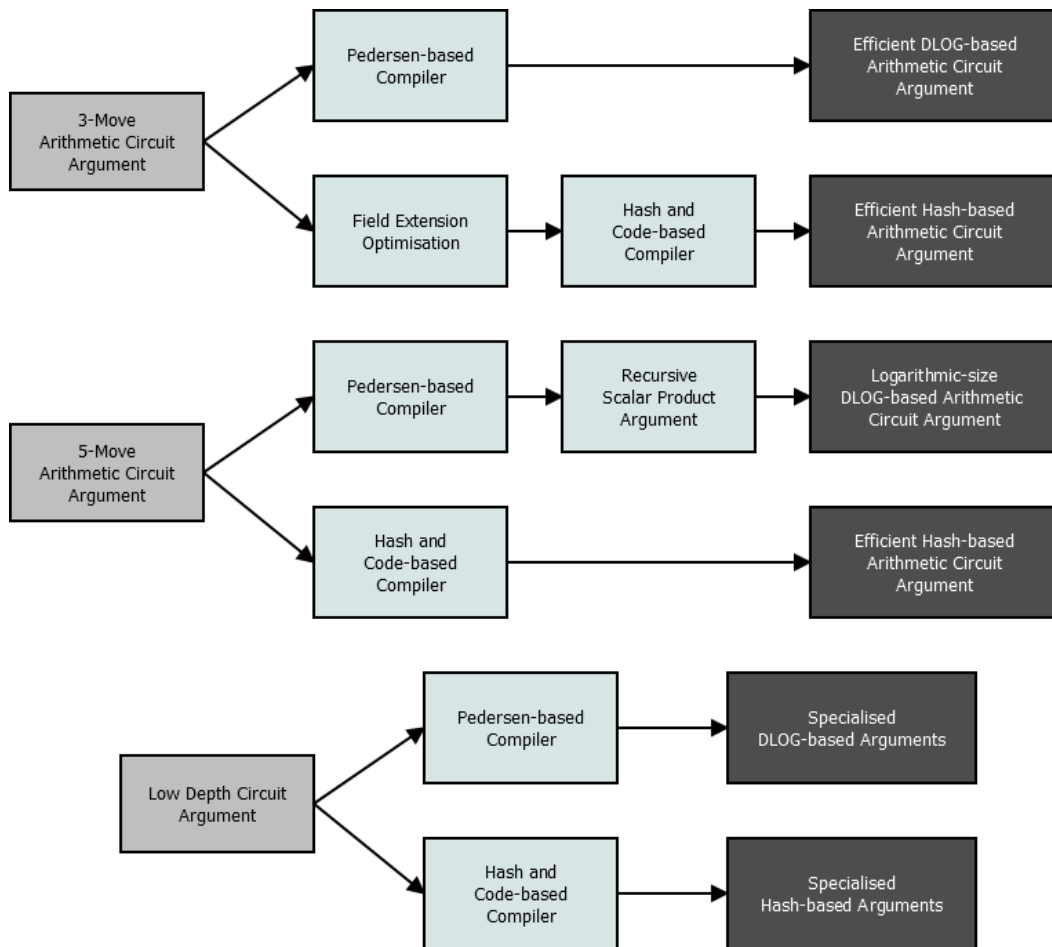 3-Move
Arithmetic Circuit
Argument
Pedersen-based
Compiler
Efficient DLOG-based
Arithmetic Circuit
Argument
Field Extension
Optimisation
Hash and
Code-based
Compiler
Efficient Hash-based
Arithmetic Circuit
Argument
5-Move
Arithmetic Circuit
Argument
Pedersen-based
Compiler
Recursive
Scalar Product
Argument
Logarithmic-size
DLOG-based Arithmetic
Circuit Argument
Hash and
Code-based
Compiler
Efficient Hash-based
Arithmetic Circuit
Argument
Low Depth Circuit
Argument
Pedersen-based
Compiler
Specialised
DLOG-based Arguments
Hash and
Code-based
Compiler
Specialised
Hash-based Arguments